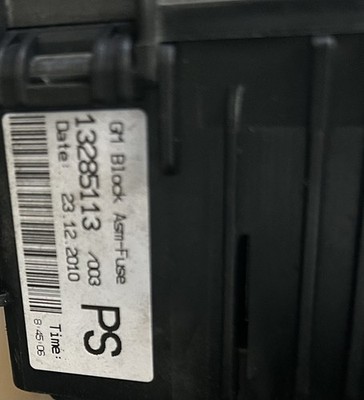 GM Block Asm-Fuse
13285113 /003 PS
Date: 23.12.2010 Time:
8:45:06